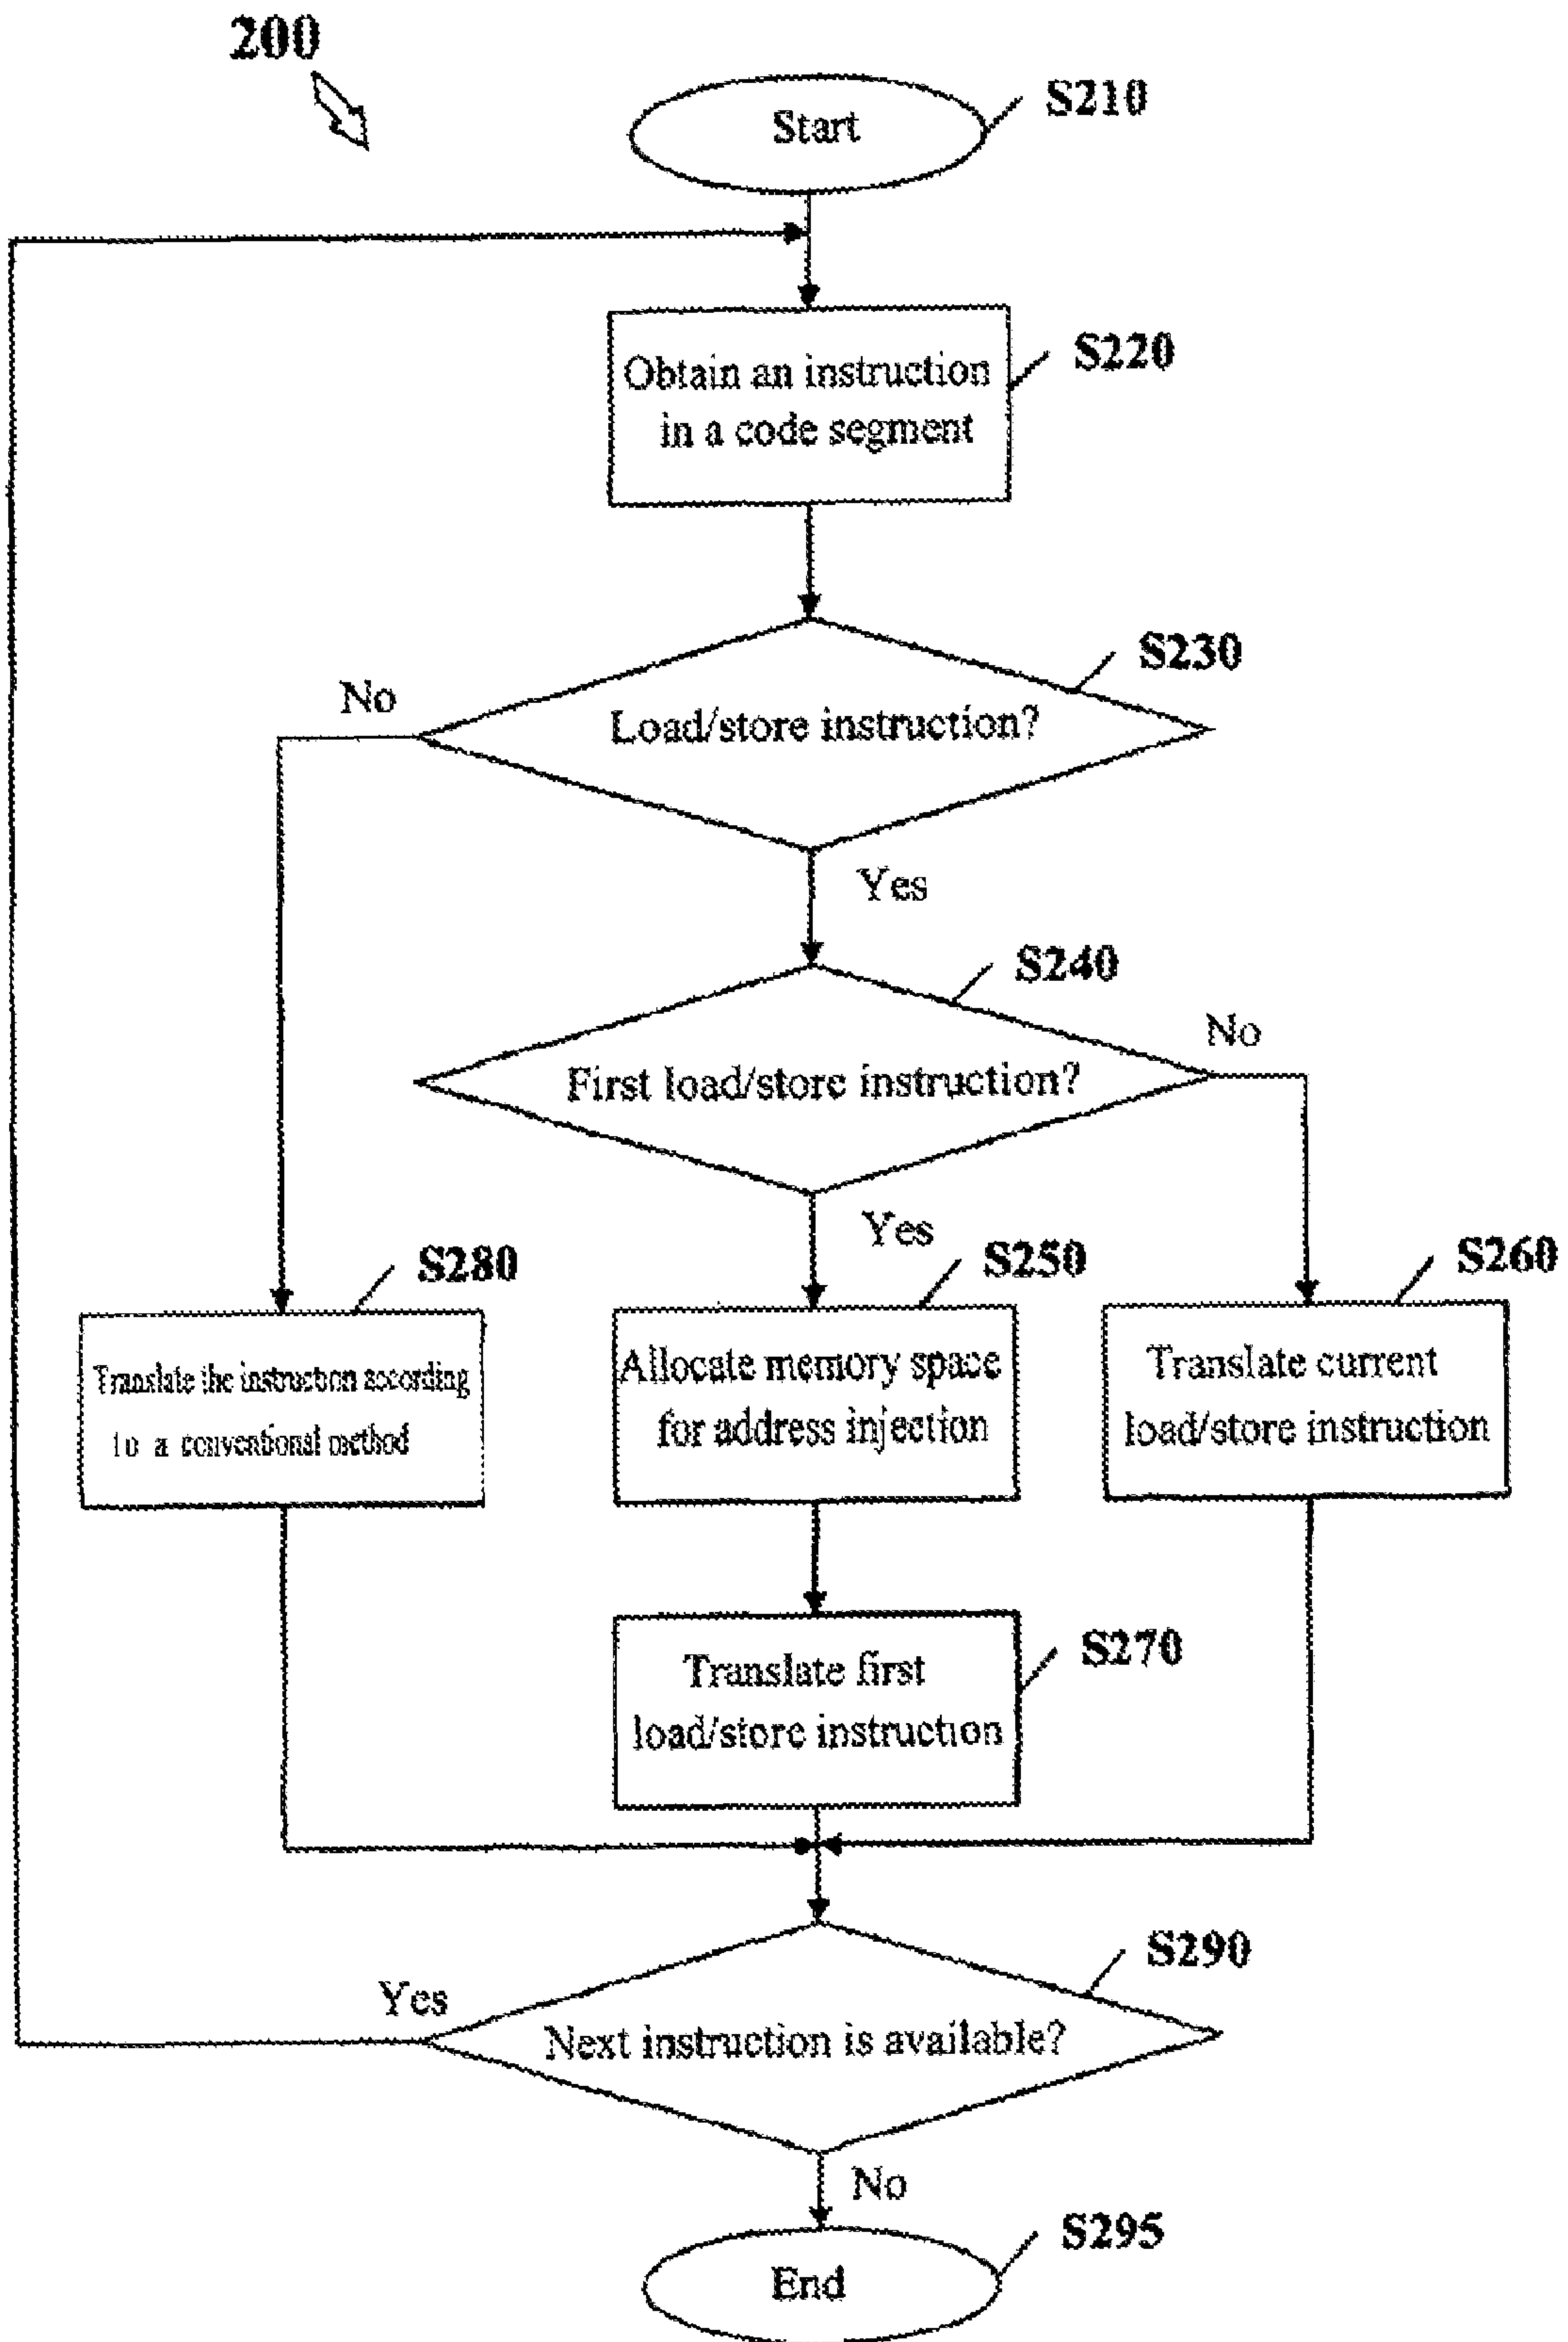 200
Start
S210
Obtain an instruction
in a code segment
S220
S230
No
Load/store instruction?
Yes
S240
No
First load/store instruction?
Yes
S280
S250
S260
Translate the instruction according
to a conventional method
Allocate memory space
for address injection
Translate current
load/store instruction
Translate first
load/store instruction
S270
S290
Yes
Next instruction is available?
No
S295
End